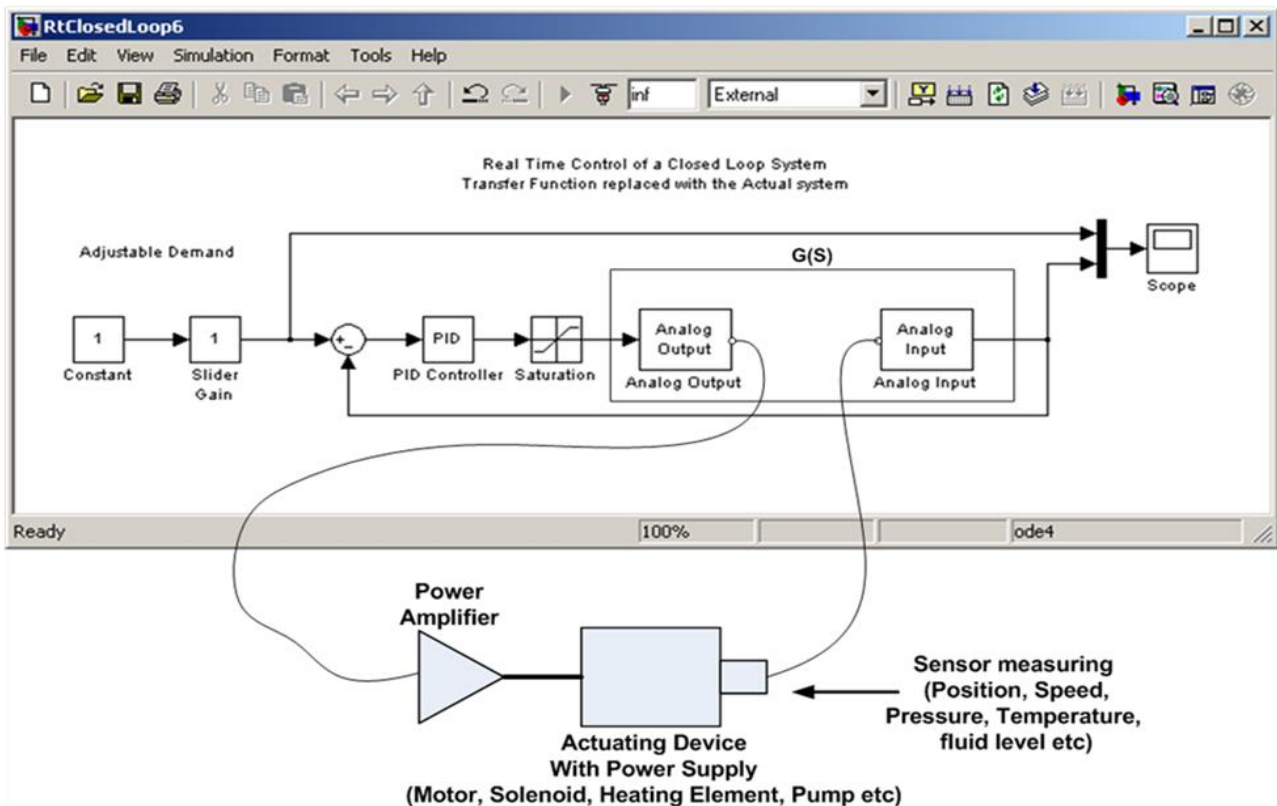 RtClosedLoop6
File Edit View Simulation Format Tools Help
inf External
Real Time Control of a Closed Loop System
Transfer Function replaced with the Actual system
Adjustable Demand
G(S)
Scope
1
Constant
1
Slider
Gain
+
-
PID
PID Controller
Saturation
Analog
Output
Analog Output
Analog
Input
Analog Input
Ready 100% ode4
Power
Amplifier
Sensor measuring
(Position, Speed,
Pressure, Temperature,
fluid level etc)
Actuating Device
With Power Supply
(Motor, Solenoid, Heating Element, Pump etc)